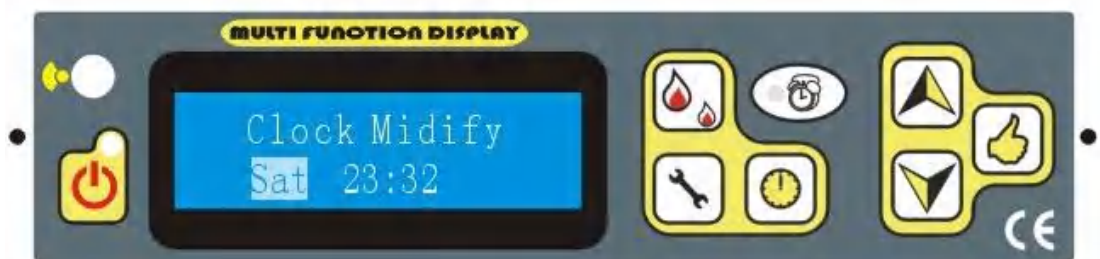 MULTI FUNCTION DISPLAY
Clock Midify
Sat 23:32
CE